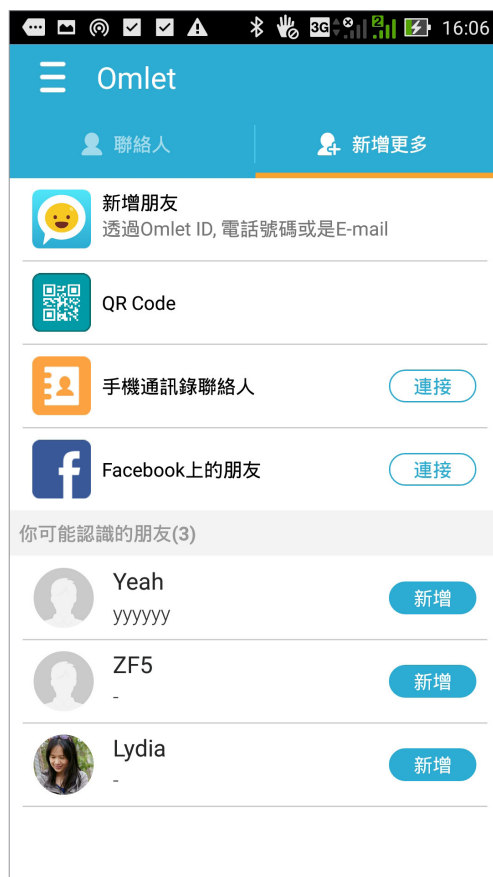 3G 2 16:06
Omlet
聯絡人 新增更多
新增朋友
透過Omlet ID, 電話號碼或是E-mail
QR Code
手機通訊錄聯絡人 連接
Facebook上的朋友 連接
你可能認識的朋友(3)
Yeah
yyyyyy 新增
ZF5
- 新增
Lydia
- 新增